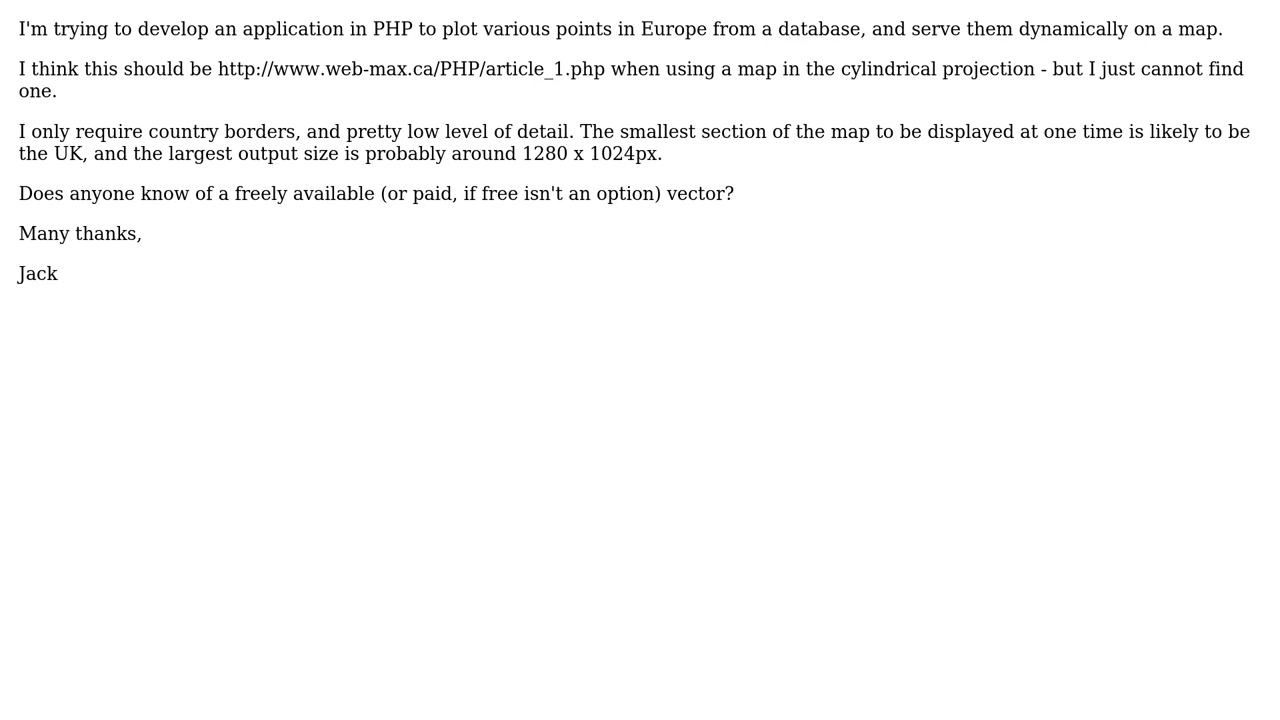 I'm trying to develop an application in PHP to plot various points in Europe from a database, and serve them dynamically on a map.
I think this should be http://www.web-max.ca/PHP/article_1.php when using a map in the cylindrical projection - but I just cannot find
one.
I only require country borders, and pretty low level of detail. The smallest section of the map to be displayed at one time is likely to be
the UK, and the largest output size is probably around 1280 x 1024px.
Does anyone know of a freely available (or paid, if free isn't an option) vector?
Many thanks,
Jack